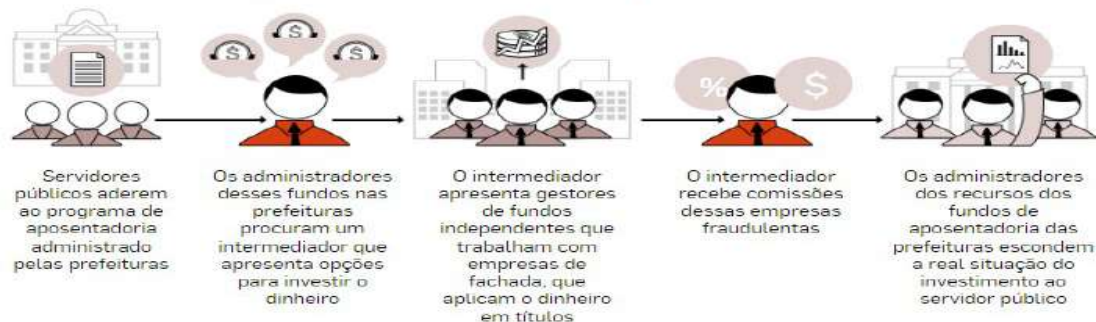 $
$
$
%
$
Servidores
públicos aderem
ao programa de
aposentadoria
administrado
pelas prefeituras
Os administradores
desses fundos nas
prefeituras
procuram um
intermediador que
apresenta opções
para investir o
dinheiro
O intermediador
apresenta gestores
de fundos
independentes que
trabalham com
empresas de
fachada, que
aplicam o dinheiro
em títulos
O intermediador
recebe comissões
dessas empresas
fraudulentas
Os administradores
dos recursos dos
fundos de
aposentadoria das
prefeituras escondem
a real situação do
investimento ao
servidor público